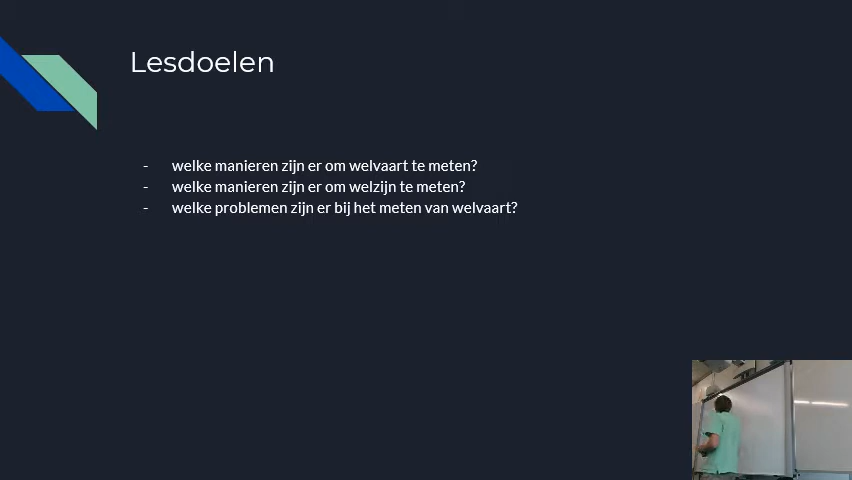 Lesdoelen
- welke manieren zijn er om welvaart te meten?
- welke manieren zijn er om welzijn te meten?
- welke problemen zijn er bij het meten van welvaart?